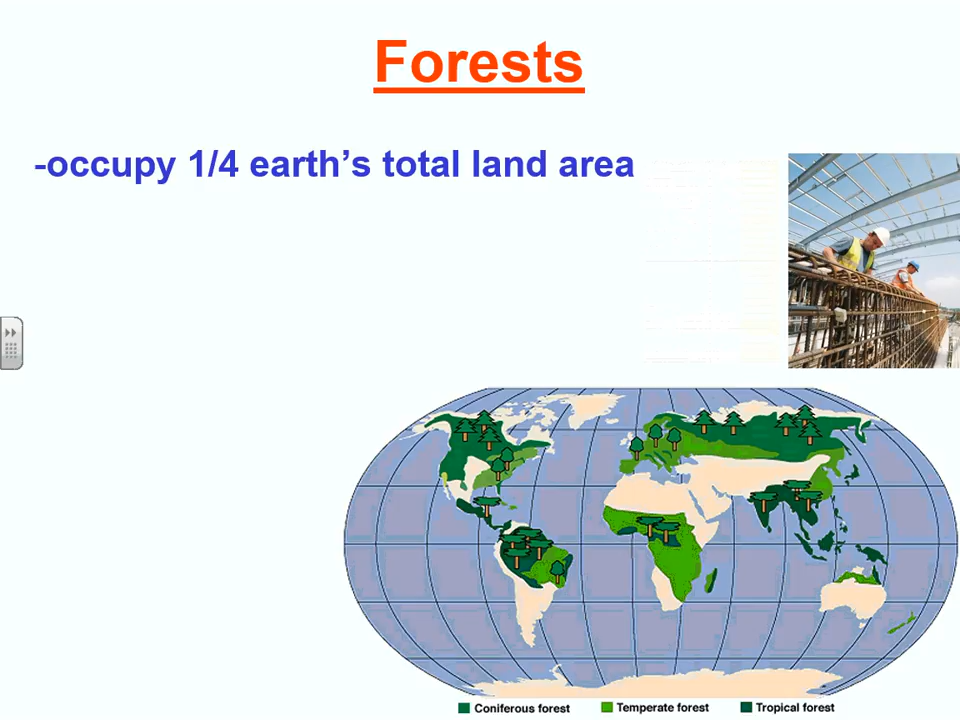 Forests
-occupy 1/4 earth's total land area
Coniferous forest Temperate forest Tropical forest